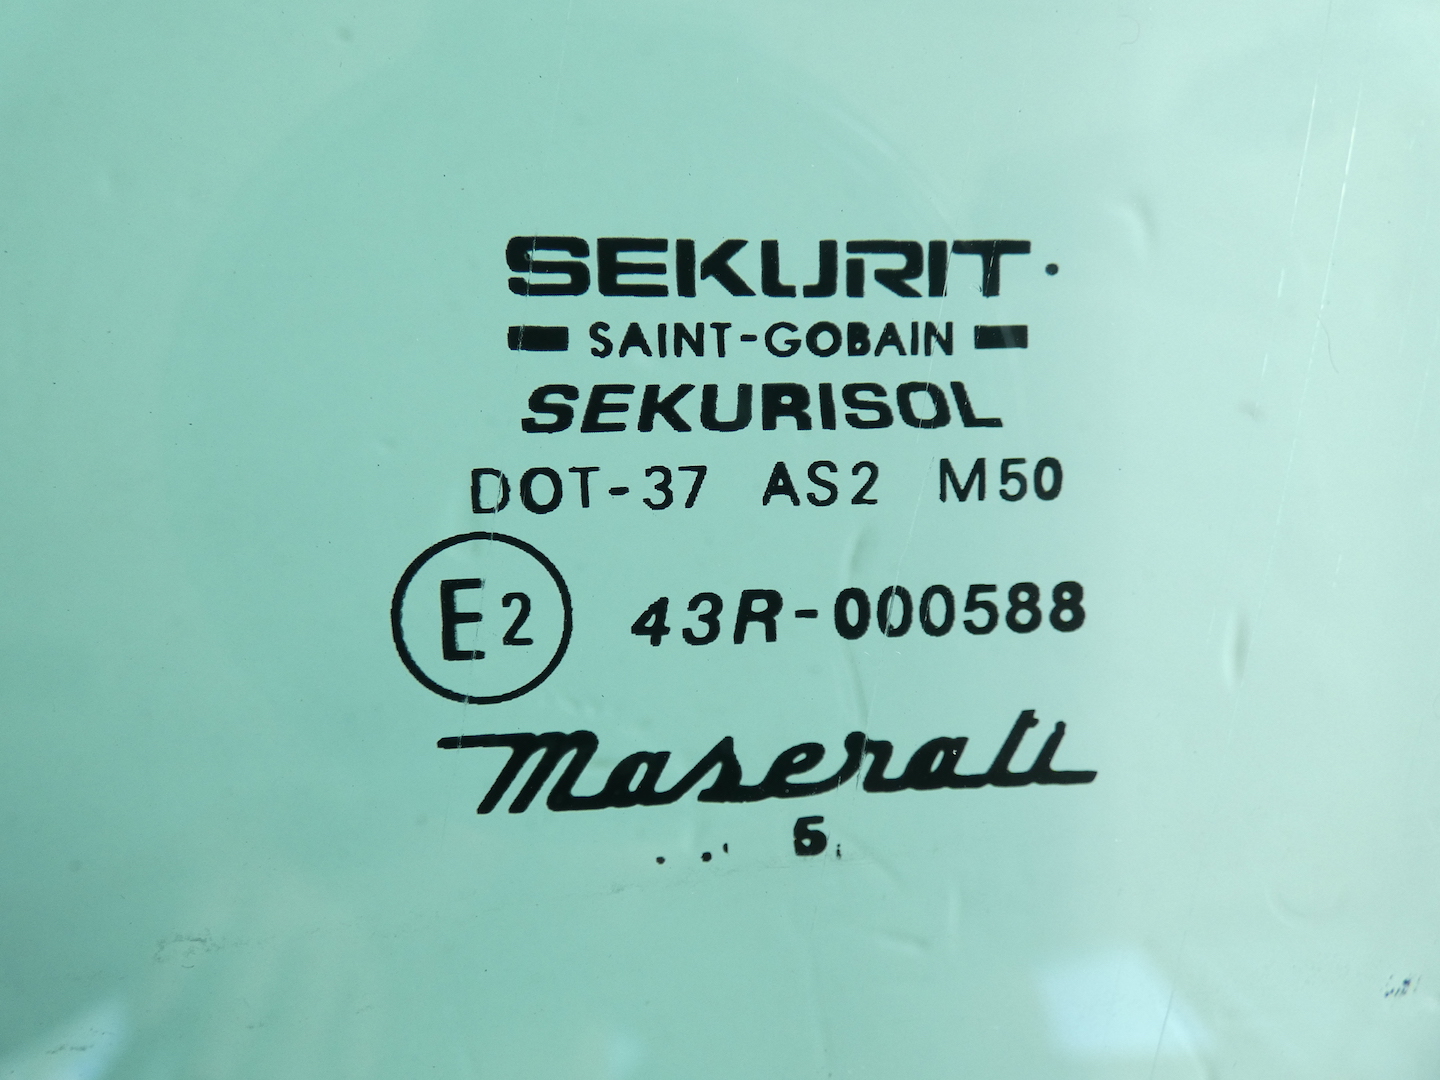 SEKURIT
SAINT-GOBAIN
SEKURISOL
DOT-37 AS2 M50
E2 43R-000588
Maserati
.. 5.